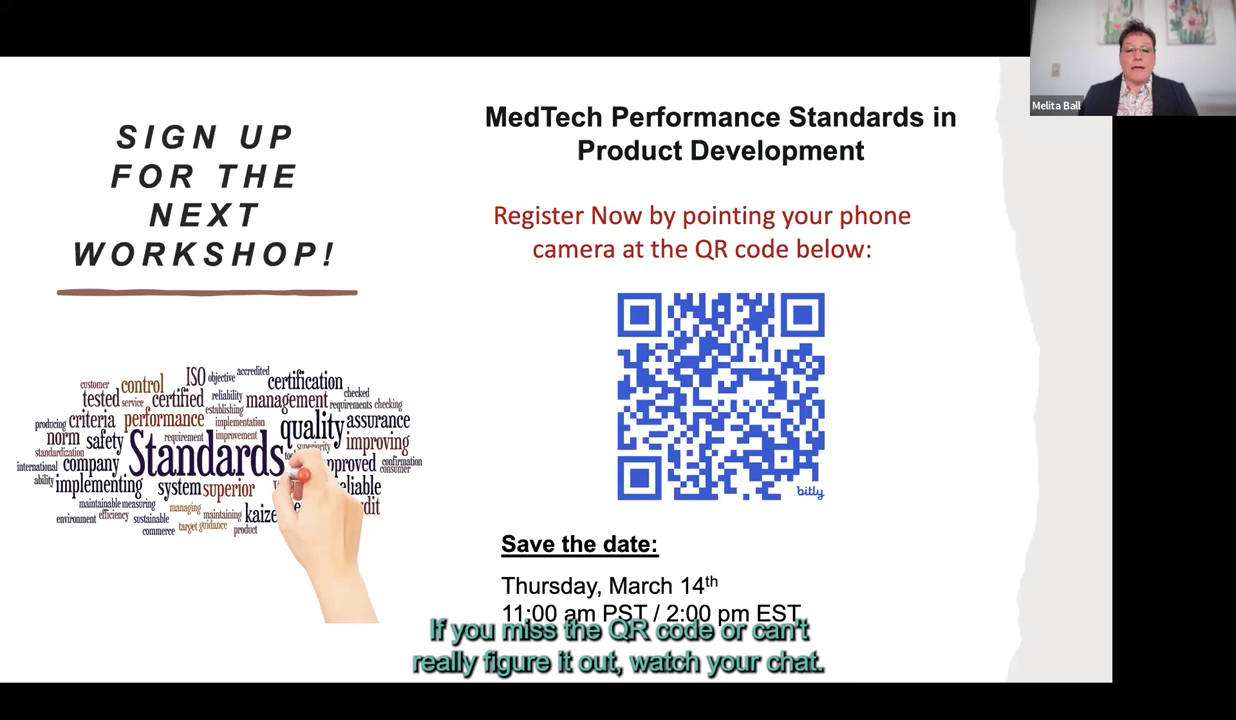 SIGN UP
FOR THE
NEXT
WORKSHOP!
MedTech Performance Standards in
Product Development
Register Now by pointing your phone
camera at the QR code below:
bitly
Save the date:
Thursday, March 14th
11:00 am PST / 2:00 pm EST
If you miss the QR code or can't
really figure it out, watch your chat.
Melita Ball
customer
control
ISO
objective
accredited
certification
tested
service
certified
reliability
management
checked
requirements
checking
producing
criteria
performance
establishing
implementation
quality
assurance
norm
safety
requirement
improvement
superiority
improving
standardization
Standards
international
company
confirmation
consumer
ability
implementing
system
superior
maintainable
measuring
environment
efficiency
sustainable
managing
maintaining
commerce
target
guidance
product